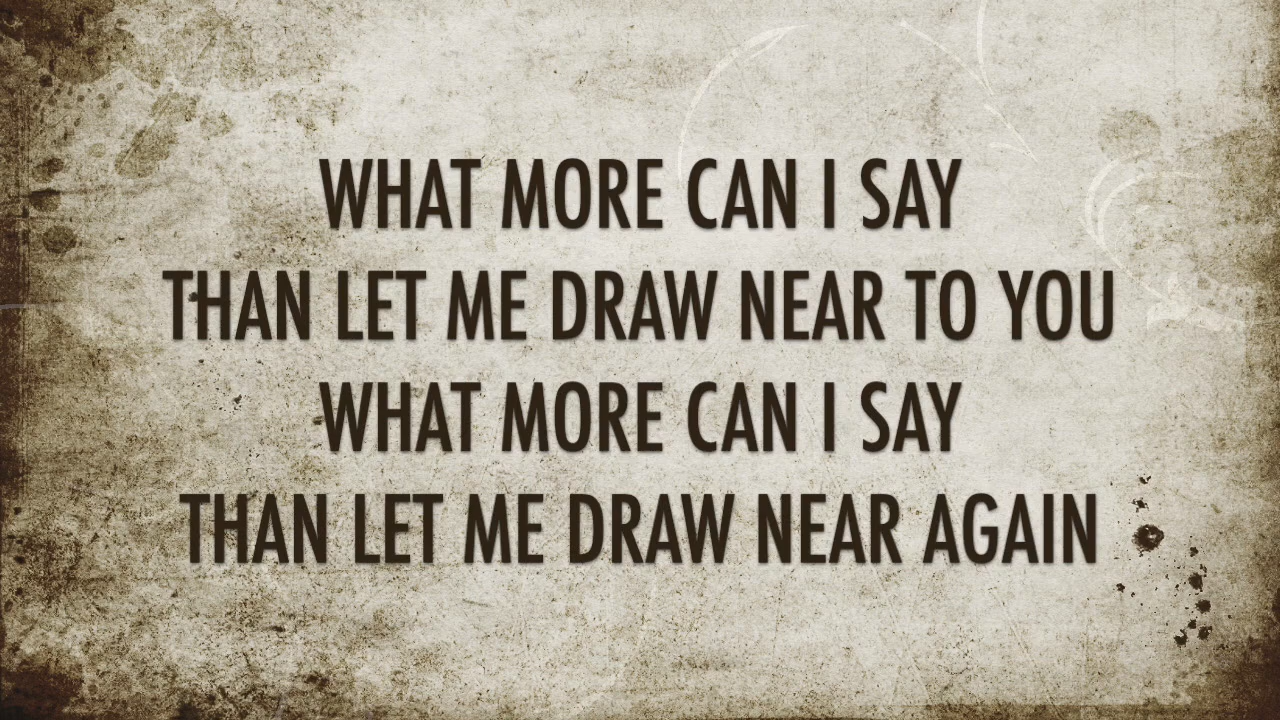 WHAT MORE CAN I SAY
THAN LET ME DRAW NEAR TO YOU
WHAT MORE CAN I SAY
THAN LET ME DRAW NEAR AGAIN